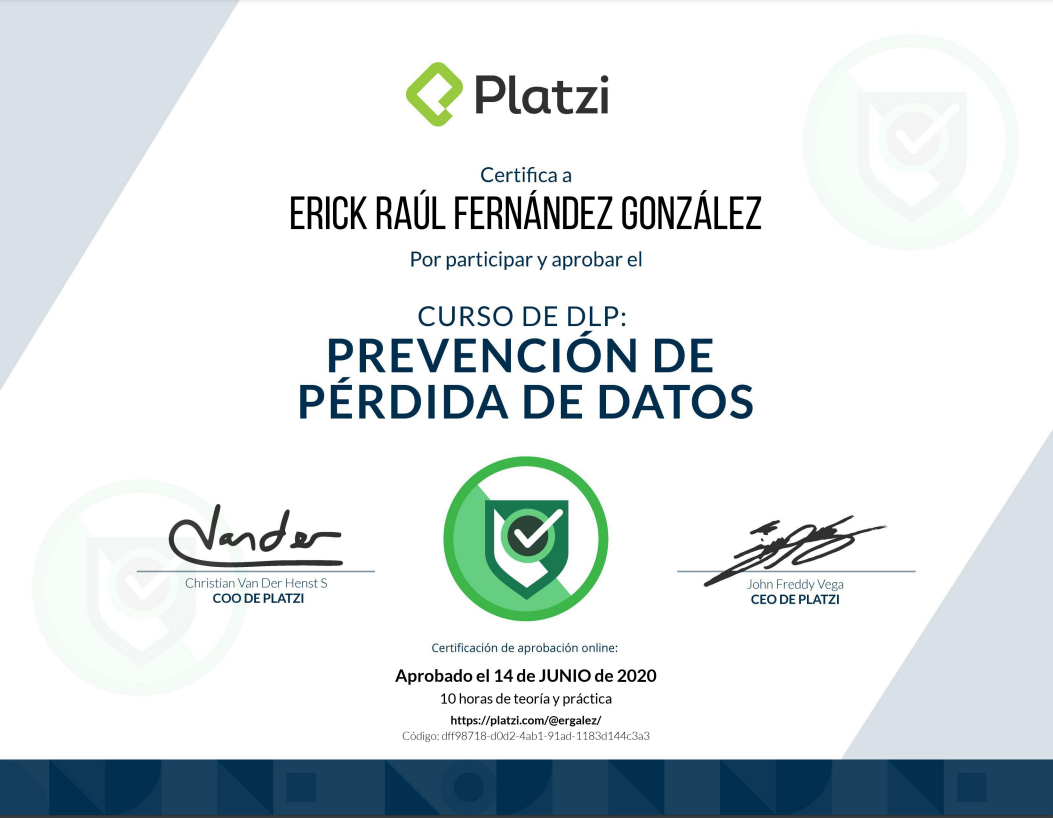 Platzi
Certifica a
ERICK RAÚL FERNÁNDEZ GONZÁLEZ
Por participar y aprobar el
CURSO DE DLP:
PREVENCIÓN DE
PÉRDIDA DE DATOS
Vander
Christian Van Der Henst S
COO DE PLATZI
John Freddy Vega
CEO DE PLATZI
Certificación de aprobación online:
Aprobado el 14 de JUNIO de 2020
10 horas de teoría y práctica
https://platzi.com/@ergalez/
Código: dff98718-d0d2-4ab1-91ad-1183d144c3a3